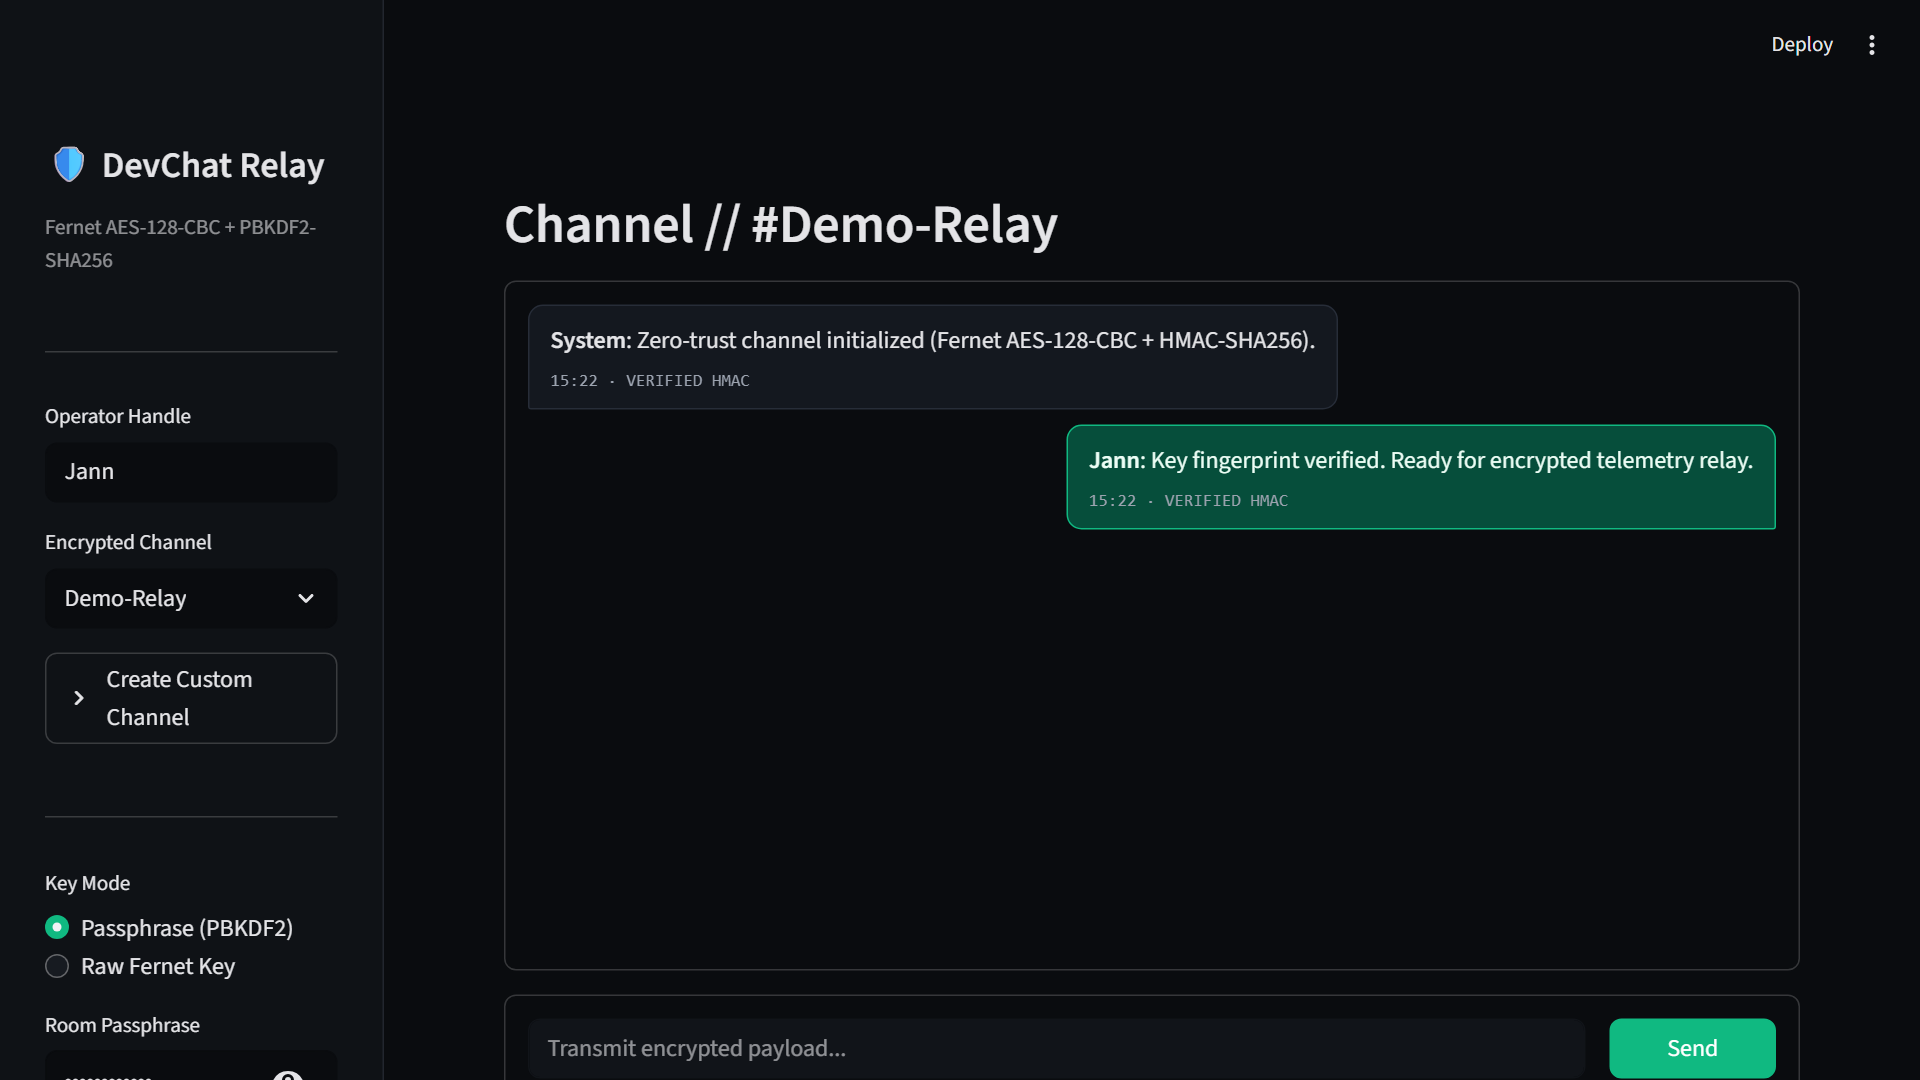 Deploy
DevChat Relay
Fernet AES-128-CBC + PBKDF2-
SHA256
Operator Handle
Jann
Encrypted Channel
Demo-Relay
Create Custom
Channel
Key Mode
Passphrase (PBKDF2)
Raw Fernet Key
Room Passphrase
Channel // #Demo-Relay
System: Zero-trust channel initialized (Fernet AES-128-CBC + HMAC-SHA256).
15:22 · VERIFIED HMAC
Jann: Key fingerprint verified. Ready for encrypted telemetry relay.
15:22 · VERIFIED HMAC
Transmit encrypted payload...
Send